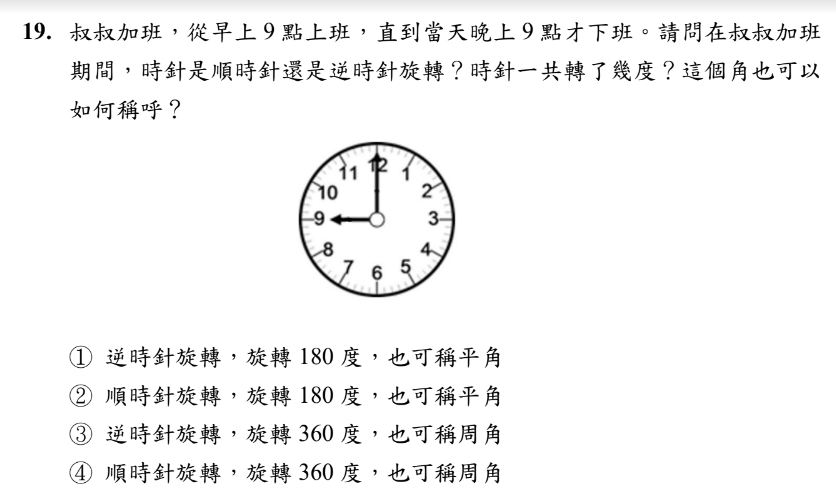 19. 叔叔加班，從早上 9 點上班，直到當天晚上 9 點才下班。請問在叔叔加班
期間，時針是順時針還是逆時針旋轉？時針一共轉了幾度？這個角也可以
如何稱呼？
12
11
1
10
2
9
3
8
4
7
5
6
① 逆時針旋轉，旋轉 180 度，也可稱平角
② 順時針旋轉，旋轉 180 度，也可稱平角
③ 逆時針旋轉，旋轉 360 度，也可稱周角
④ 順時針旋轉，旋轉 360 度，也可稱周角